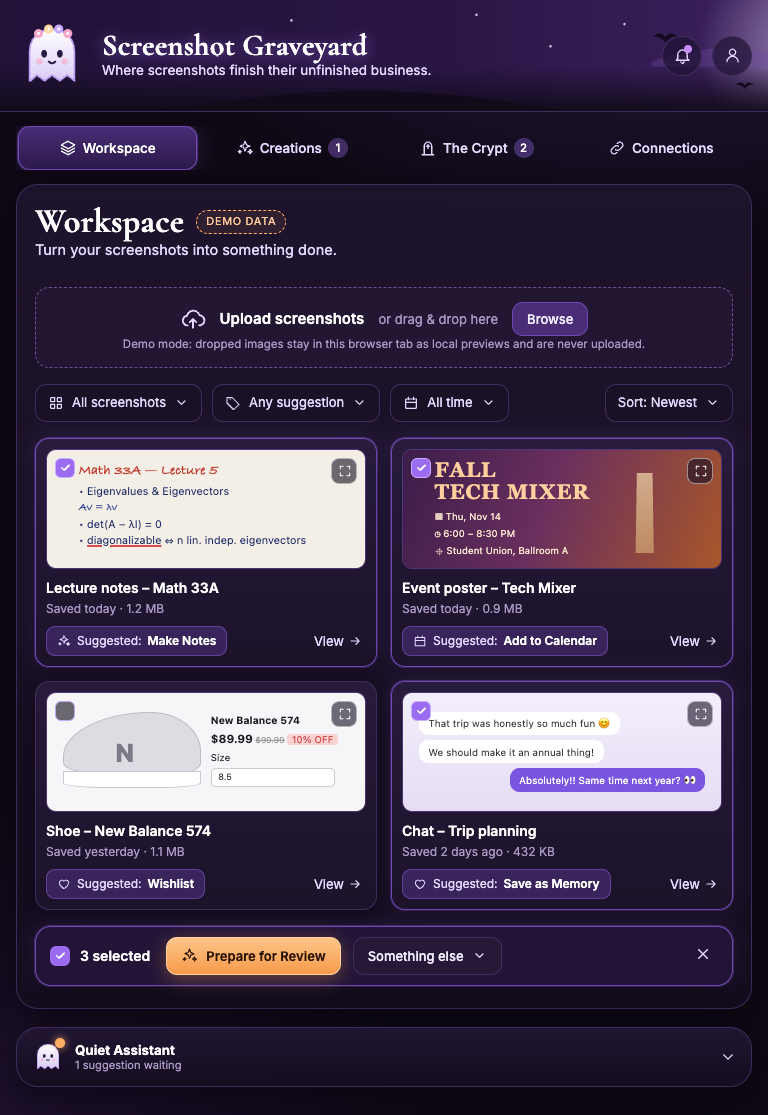 Screenshot Graveyard
Where screenshots finish their unfinished business.
Workspace
Creations 1
The Crypt 2
Connections
Workspace DEMO DATA
Turn your screenshots into something done.
Upload screenshots or drag & drop here Browse
Demo mode: dropped images stay in this browser tab as local previews and are never uploaded.
All screenshots
Any suggestion
All time
Sort: Newest
Math 33A — Lecture 5
• Eigenvalues & Eigenvectors
Av = λv
• det(A − λI) = 0
• diagonalizable ⇔ n lin. indep. eigenvectors
Lecture notes – Math 33A
Saved today · 1.2 MB
Suggested: Make Notes
View →
FALL
TECH MIXER
Thu, Nov 14
6:00 – 8:30 PM
Student Union, Ballroom A
Event poster – Tech Mixer
Saved today · 0.9 MB
Suggested: Add to Calendar
View →
N
New Balance 574
$89.99 $99.99 10% OFF
Size
8.5
Shoe – New Balance 574
Saved yesterday · 1.1 MB
Suggested: Wishlist
View →
That trip was honestly so much fun 😊
We should make it an annual thing!
Absolutely!! Same time next year? 👀
Chat – Trip planning
Saved 2 days ago · 432 KB
Suggested: Save as Memory
View →
3 selected
Prepare for Review
Something else
Quiet Assistant
1 suggestion waiting